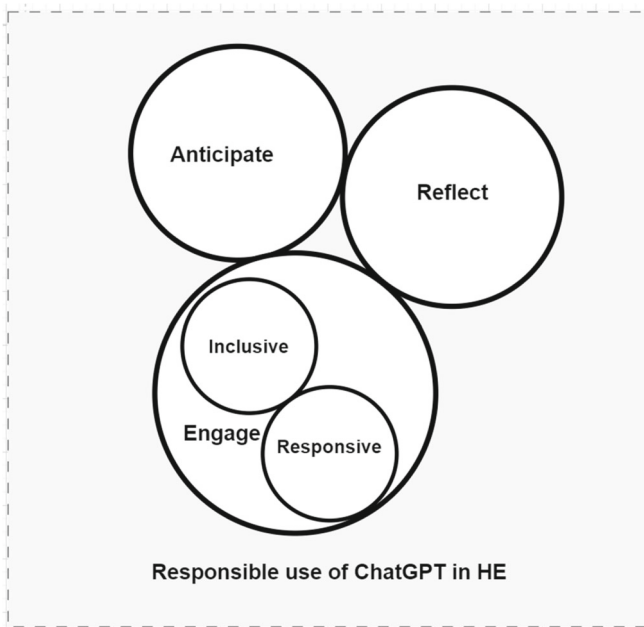 Anticipate
Reflect
Inclusive
Engage
Responsive
Responsible use of ChatGPT in HE